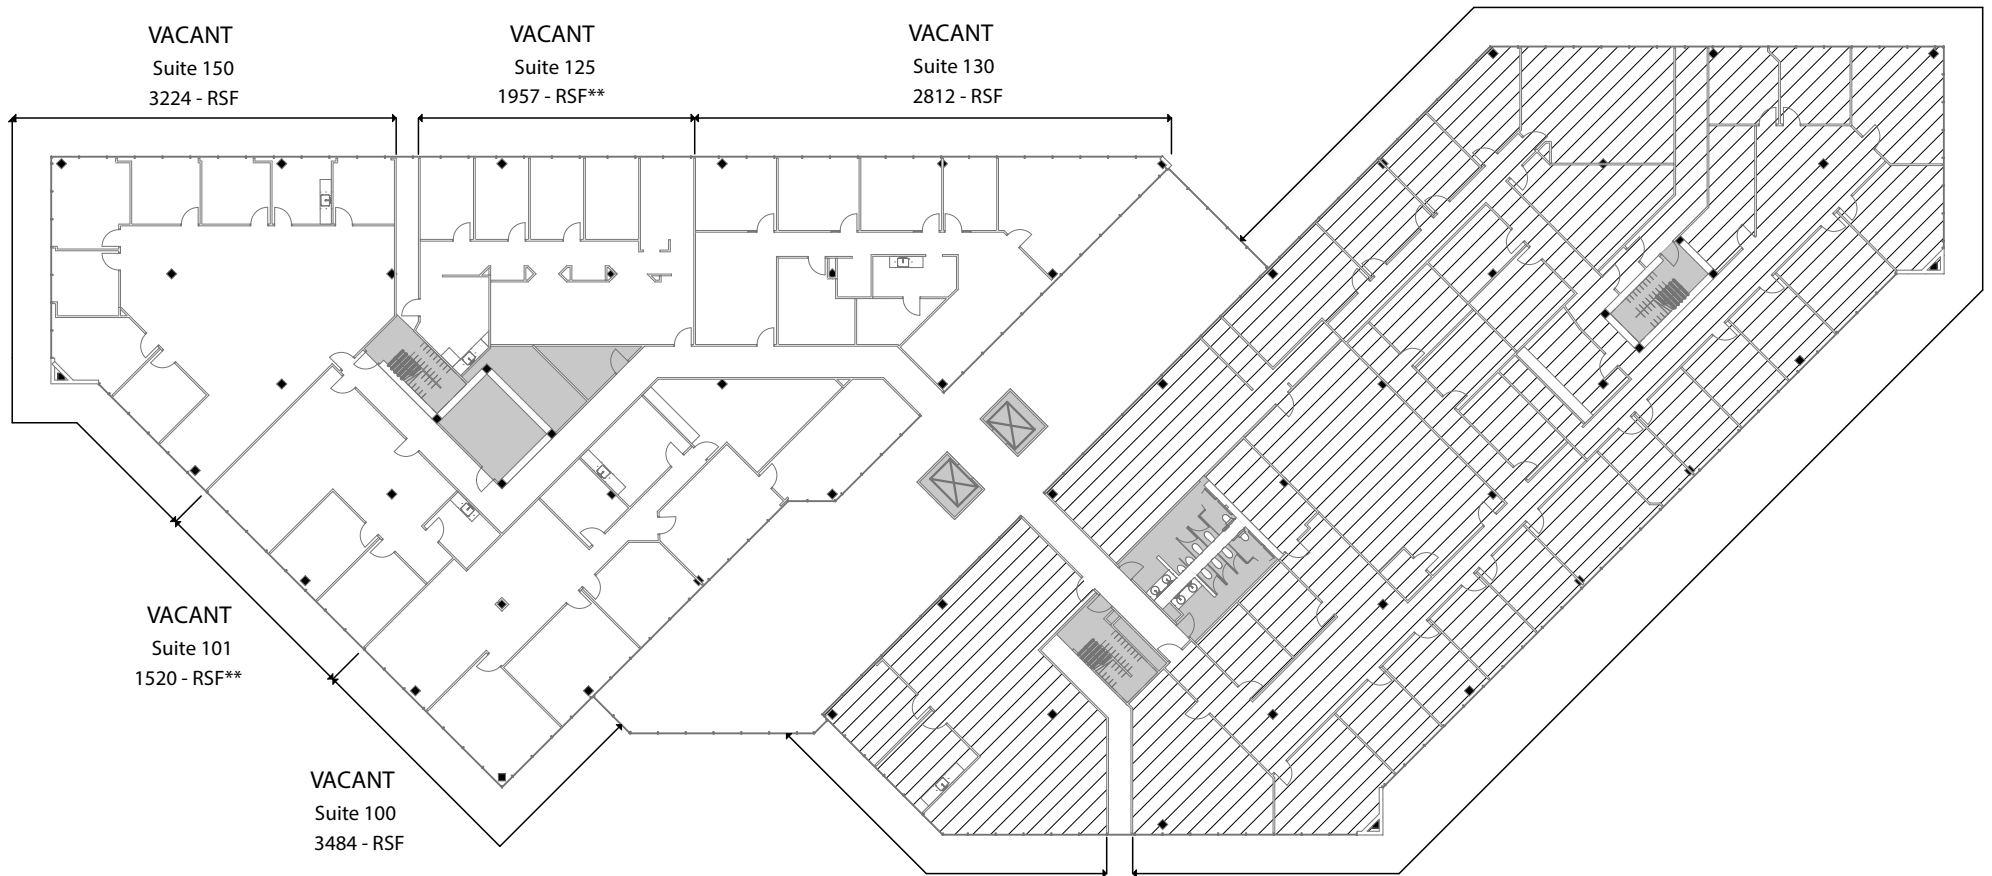 VACANT
Suite 150
3224 - RSF
VACANT
Suite 125
1957 - RSF**
VACANT
Suite 130
2812 - RSF
VACANT
Suite 101
1520 - RSF**
VACANT
Suite 100
3484 - RSF